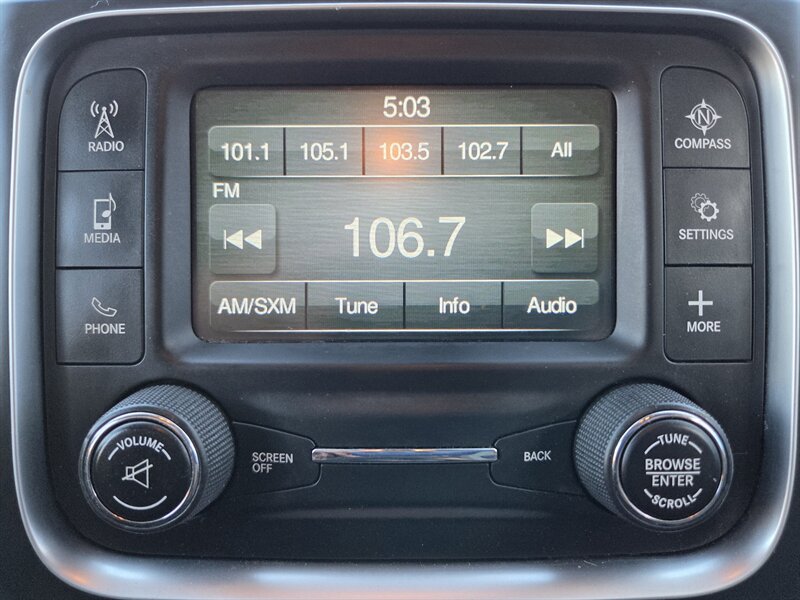 5:03
101.1 105.1 103.5 102.7 All
FM
106.7
AM/SXM Tune Info Audio
RADIO
MEDIA
PHONE
N
COMPASS
SETTINGS
MORE
VOLUME
SCREEN
OFF
BACK
TUNE
BROWSE
ENTER
SCROLL